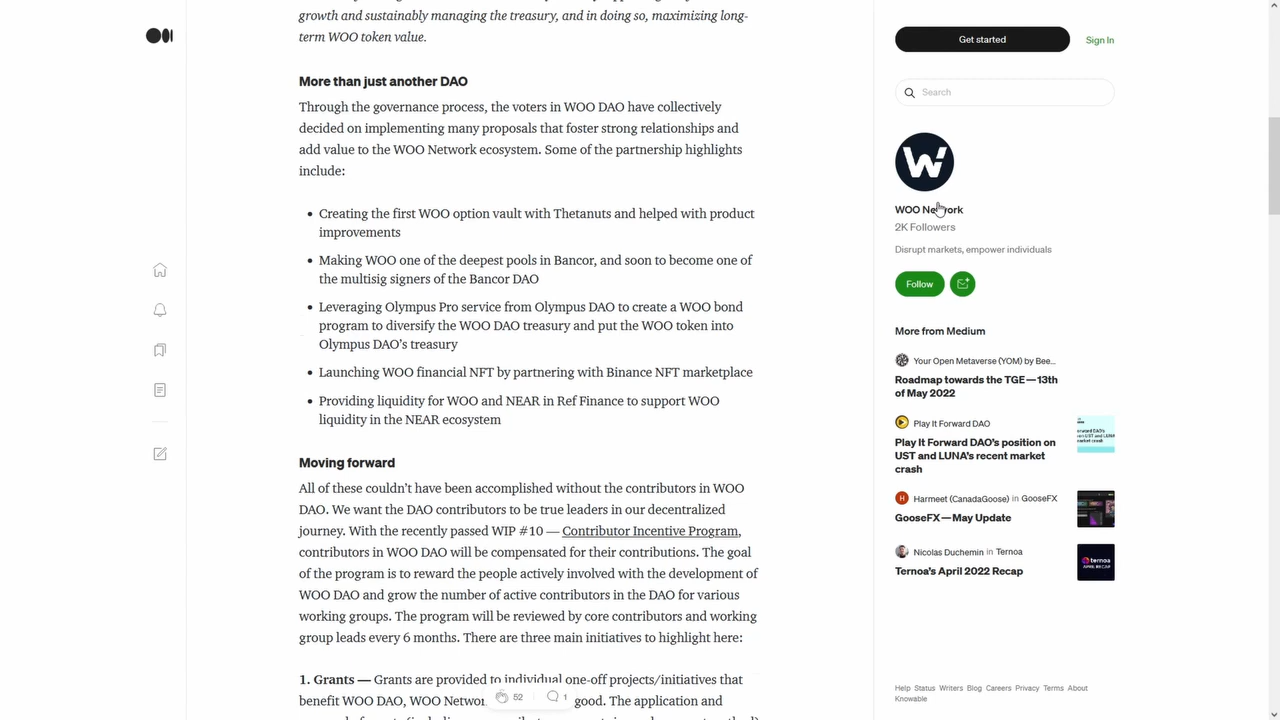 growth and sustainably managing the treasury, and in doing so, maximizing long-
term WOO token value.
More than just another DAO
Through the governance process, the voters in WOO DAO have collectively
decided on implementing many proposals that foster strong relationships and
add value to the WOO Network ecosystem. Some of the partnership highlights
include:
• Creating the first WOO option vault with Thetanuts and helped with product
improvements
• Making WOO one of the deepest pools in Bancor, and soon to become one of
the multisig signers of the Bancor DAO
• Leveraging Olympus Pro service from Olympus DAO to create a WOO bond
program to diversify the WOO DAO treasury and put the WOO token into
Olympus DAO’s treasury
• Launching WOO financial NFT by partnering with Binance NFT marketplace
• Providing liquidity for WOO and NEAR in Ref Finance to support WOO
liquidity in the NEAR ecosystem
Moving forward
All of these couldn’t have been accomplished without the contributors in WOO
DAO. We want the DAO contributors to be true leaders in our decentralized
journey. With the recently passed WIP #10 — Contributor Incentive Program,
contributors in WOO DAO will be compensated for their contributions. The goal
of the program is to reward the people actively involved with the development of
WOO DAO and grow the number of active contributors in the DAO for various
working groups. The program will be reviewed by core contributors and working
group leads every 6 months. There are three main initiatives to highlight here:
1. Grants — Grants are provided to individual one-off projects/initiatives that
benefit WOO DAO, WOO Networ good. The application and
52
1
Get started
Sign In
Search
W
WOO Network
2K Followers
Disrupt markets, empower individuals
Follow
More from Medium
Your Open Metaverse (YOM) by Bee...
Roadmap towards the TGE — 13th
of May 2022
Play It Forward DAO
Play It Forward DAO’s position on
UST and LUNA’s recent market
crash
H
Harmeet (CanadaGoose) in GooseFX
GooseFX — May Update
Nicolas Duchemin in Ternoa
Ternoa’s April 2022 Recap
ternoa
APRIL RECAP
Help Status Writers Blog Careers Privacy Terms About
Knowable